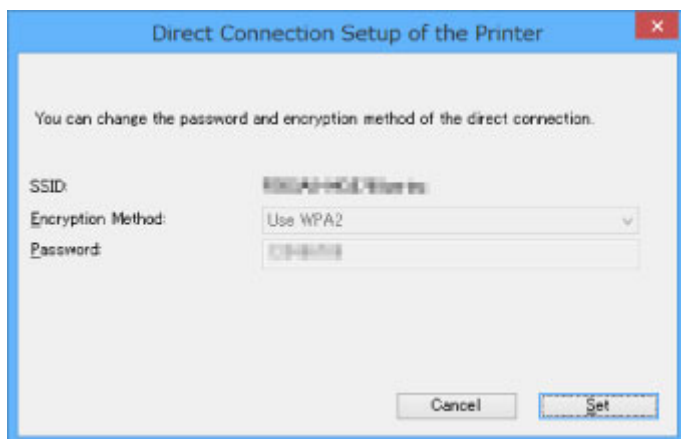 Direct Connection Setup of the Printer
You can change the password and encryption method of the direct connection.
SSID:
Encryption Method: Use WPA2
Password:
Cancel Set